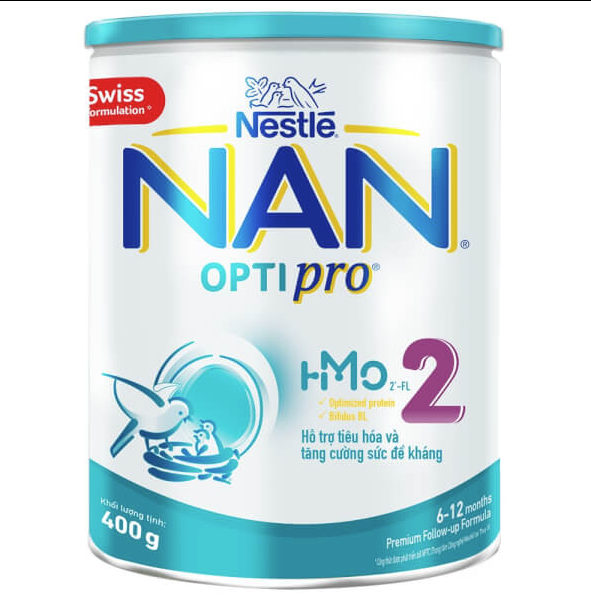 Swiss
formulation
Nestlé®
NAN®
OPTIpro®
HMO 2'-FL
2
✓ Optimized protein
✓ Bifidus BL
Hỗ trợ tiêu hóa và
tăng cường sức đề kháng
Khối lượng tịnh:
400g
6-12 months
Premium Follow-up Formula